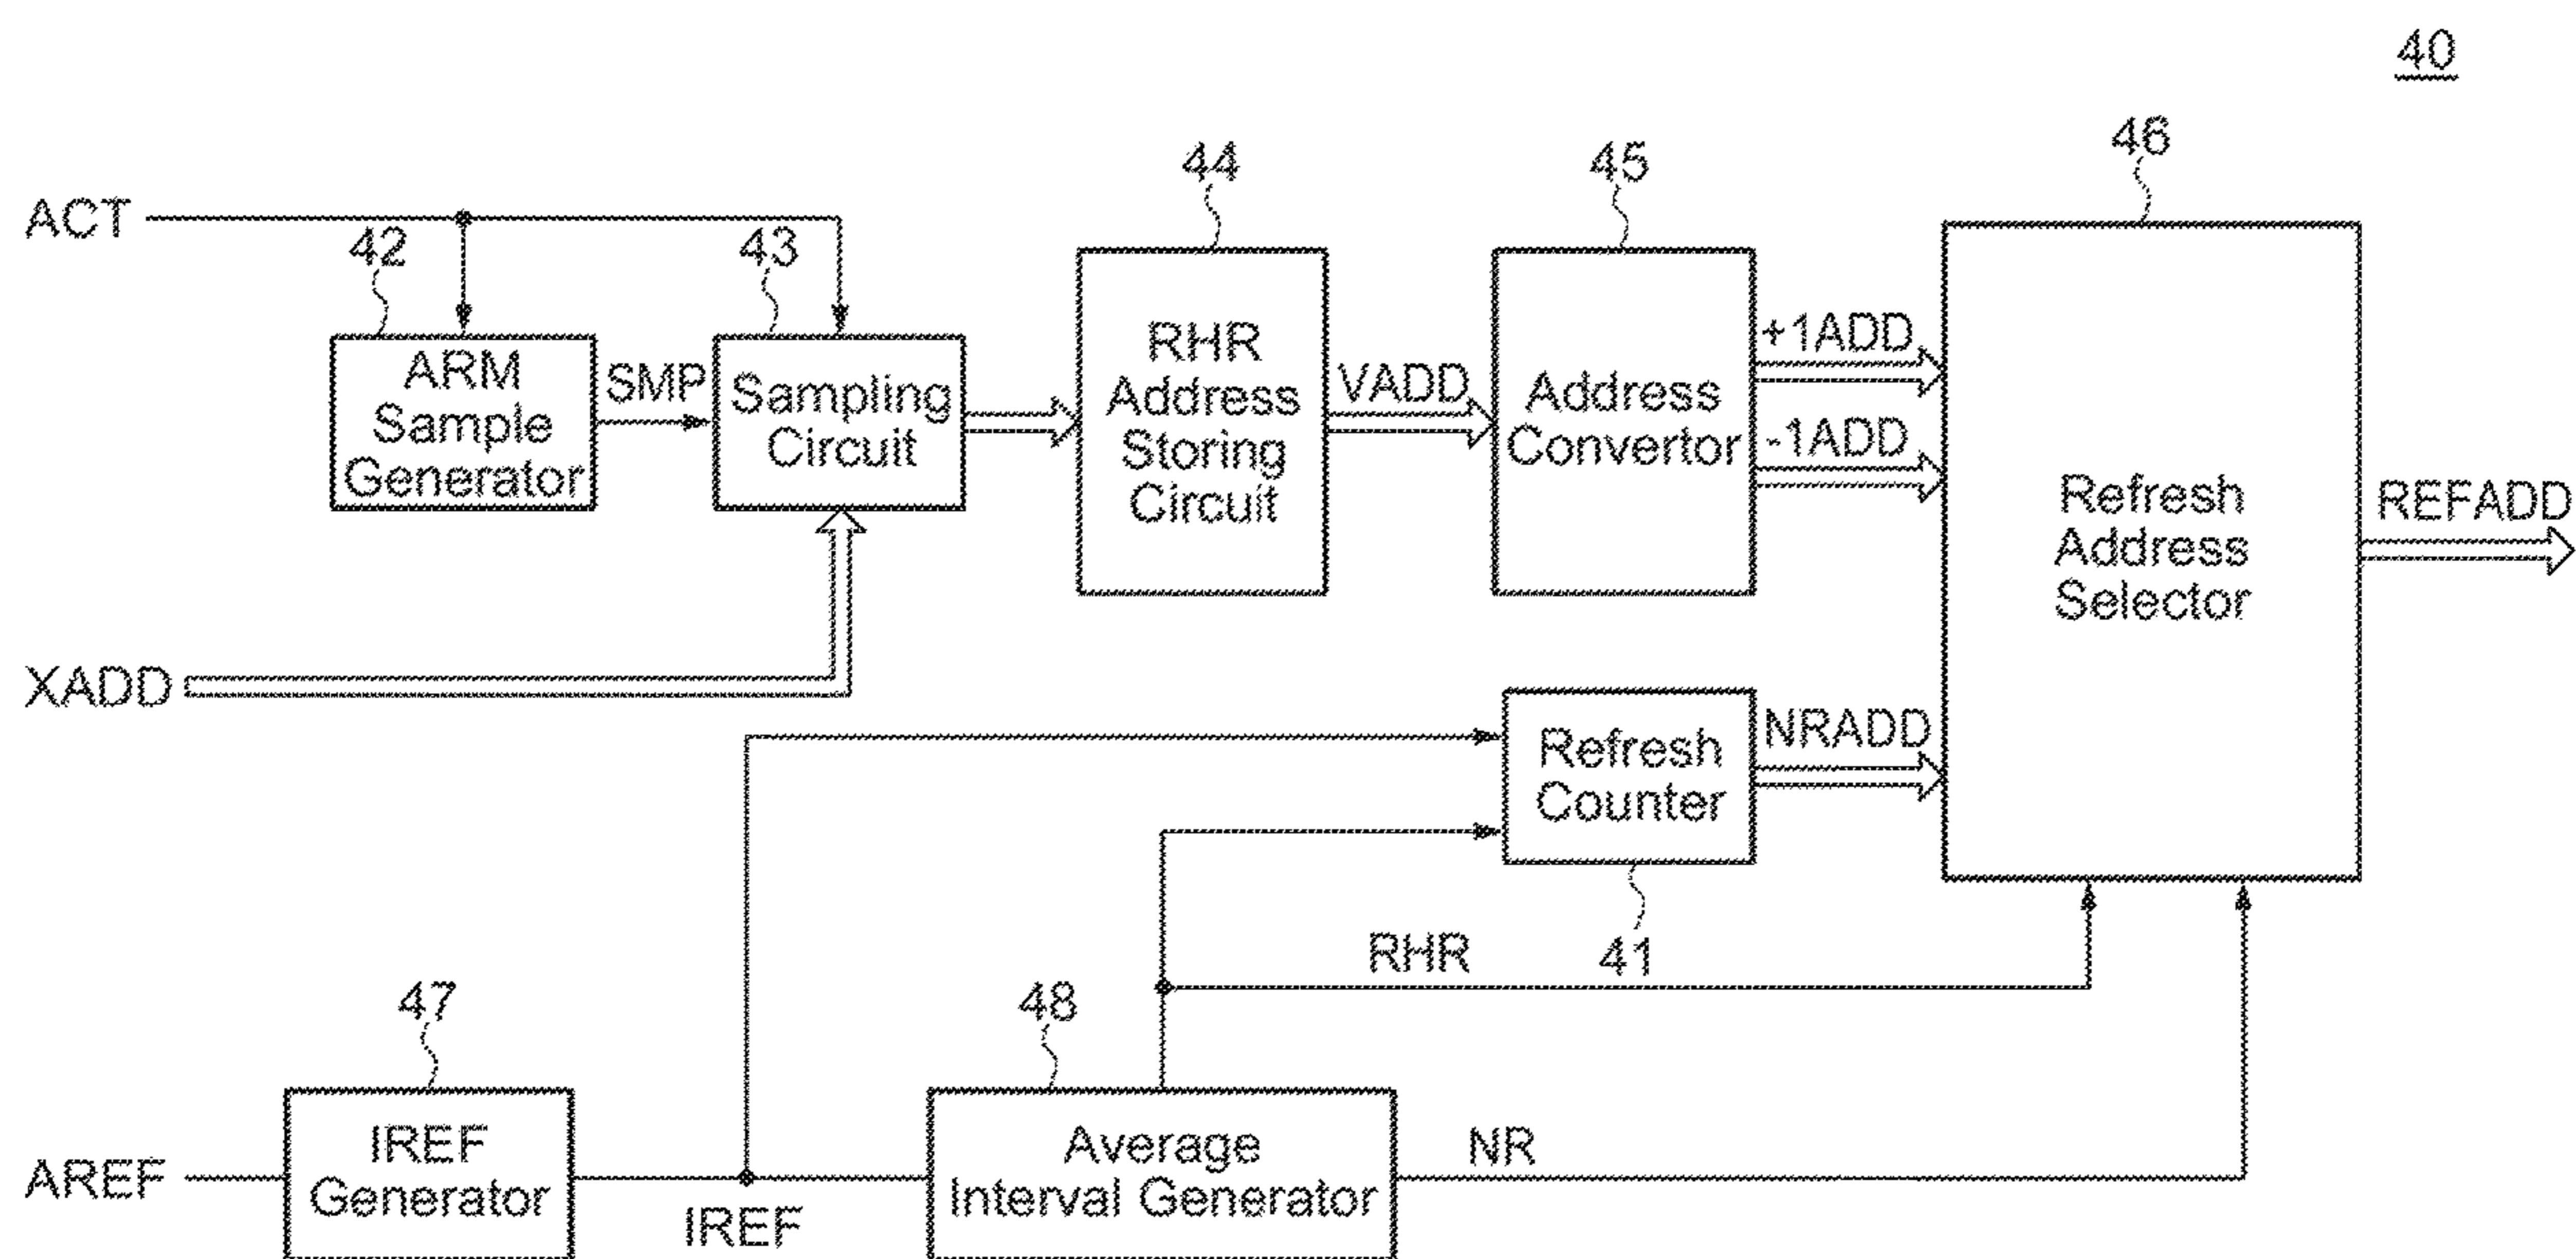 40
ACT
42
43
44
45
46
ARM
Sample
Generator
SMP
Sampling
Circuit
RHR
Address
Storing
Circuit
VADD
Address
Convertor
+1ADD
-1ADD
Refresh
Address
Selector
REFADD
XADD
Refresh
Counter
NRADD
41
RHR
47
48
AREF
IREF
Generator
IREF
Average
Interval Generator
NR